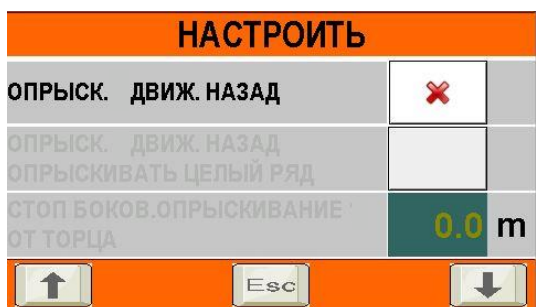 НАСТРОИТЬ
ОПРЫСК. ДВИЖ. НАЗАД
ОПРЫСК. ДВИЖ. НАЗАД
ОПРЫСКИВАТЬ ЦЕЛЫЙ РЯД
СТОП БОКОВ.ОПРЫСКИВАНИЕ '
ОТ ТОРЦА
0.0 m
Esc